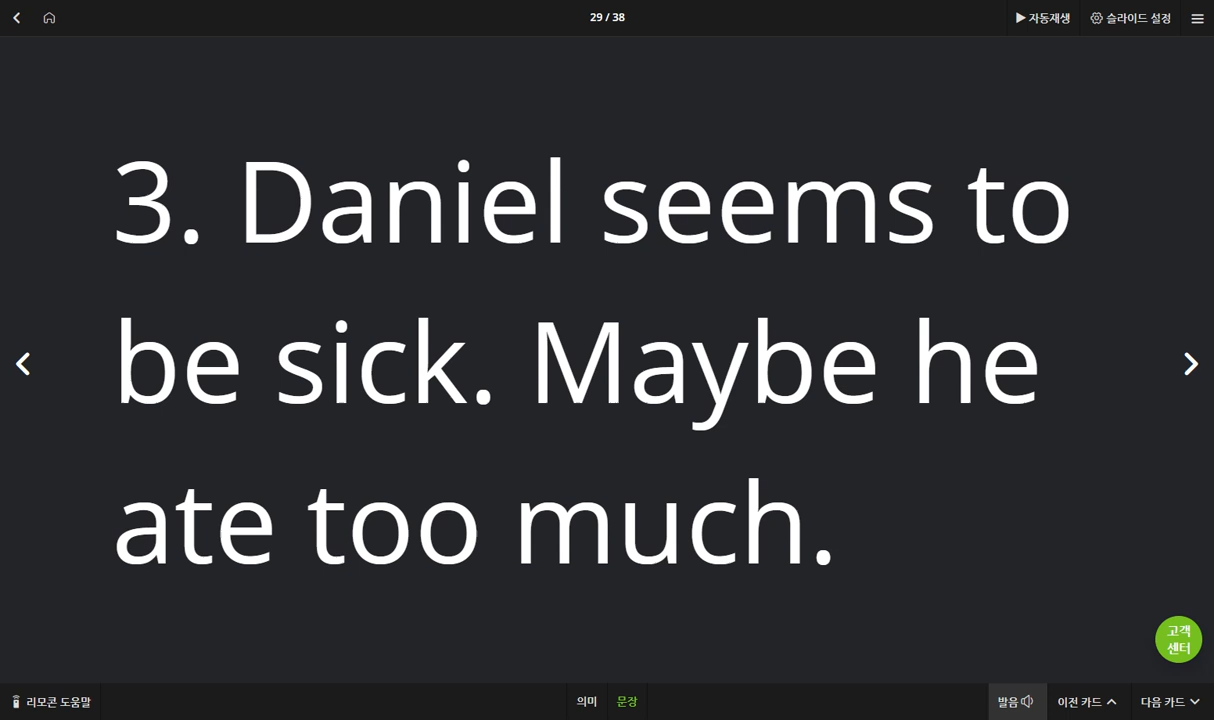 29 / 38
자동재생
슬라이드 설정
3. Daniel seems to
be sick. Maybe he
ate too much.
고객
센터
리모콘 도움말
의미
문장
발음
이전 카드
다음 카드